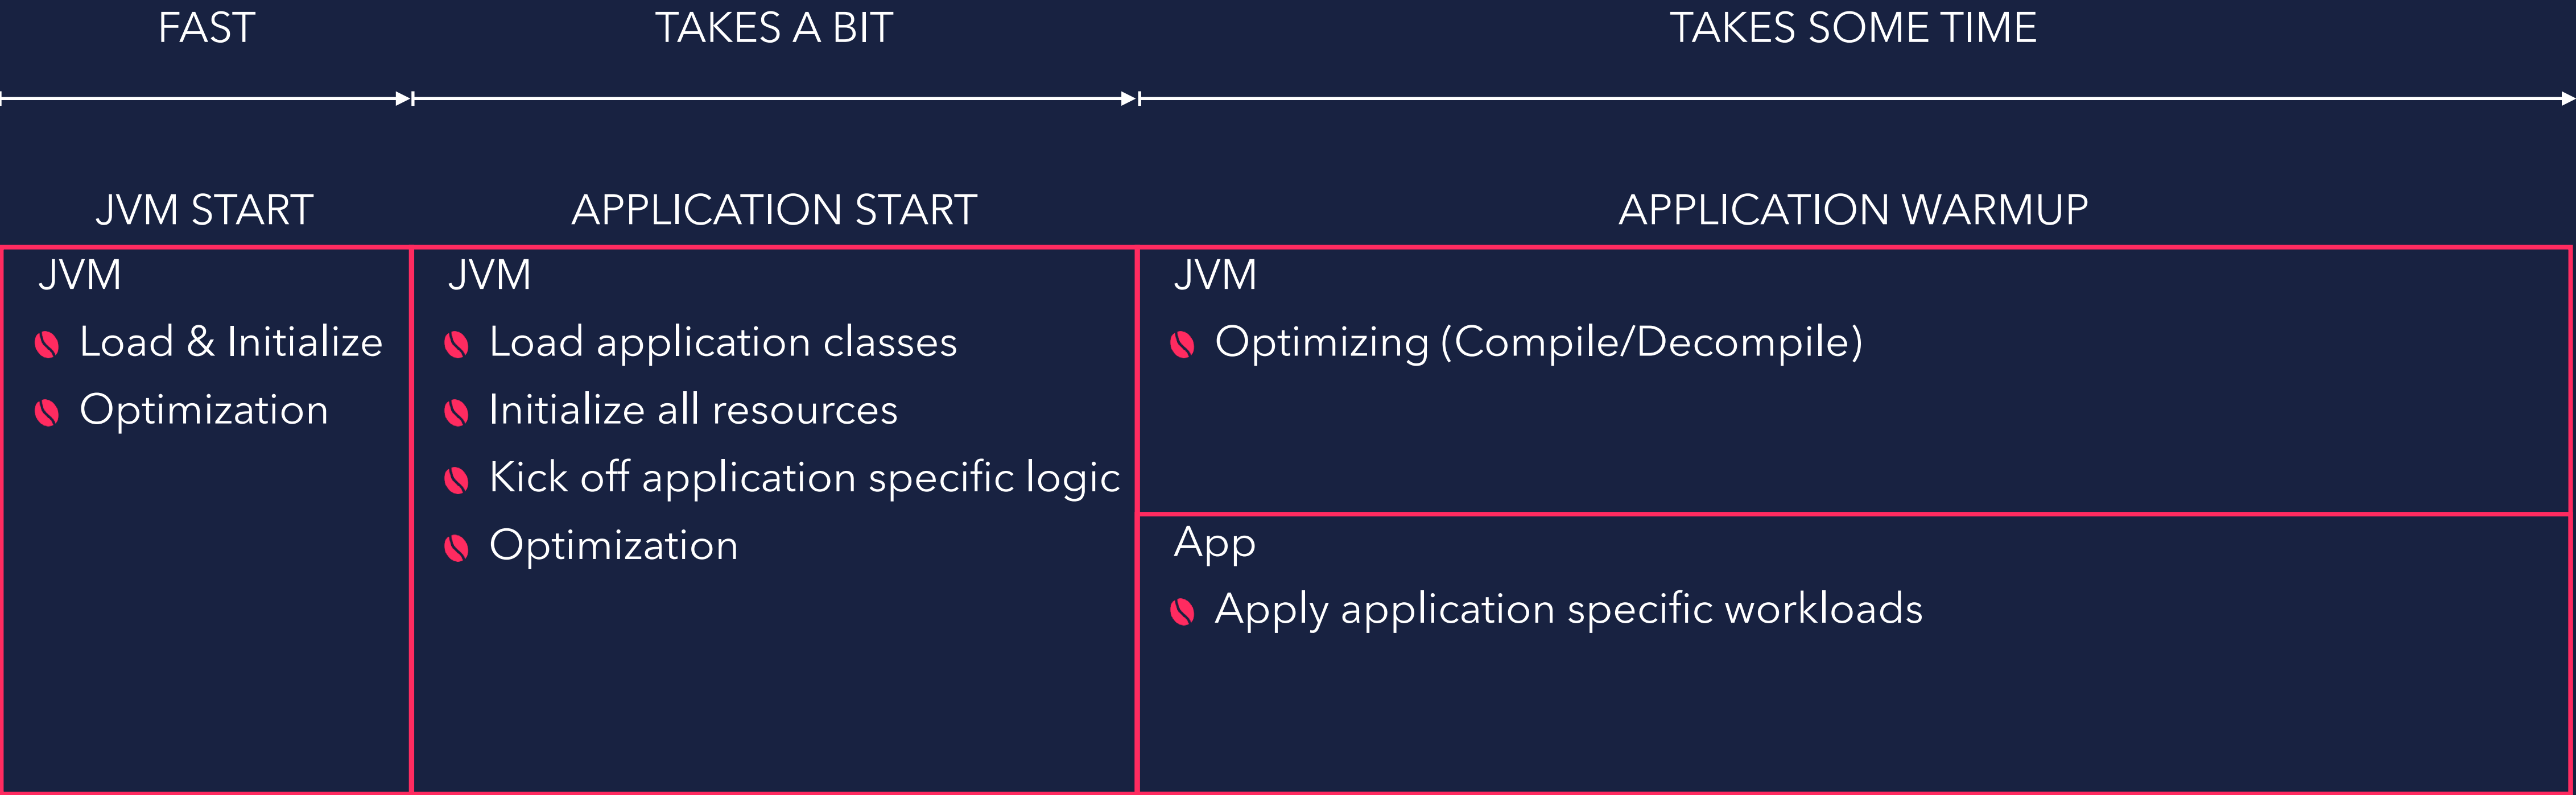 FAST
TAKES A BIT
TAKES SOME TIME
JVM START
APPLICATION START
APPLICATION WARMUP
JVM
Load & Initialize
Optimization
JVM
Load application classes
Initialize all resources
Kick off application specific logic
Optimization
JVM
Optimizing (Compile/Decompile)
App
Apply application specific workloads